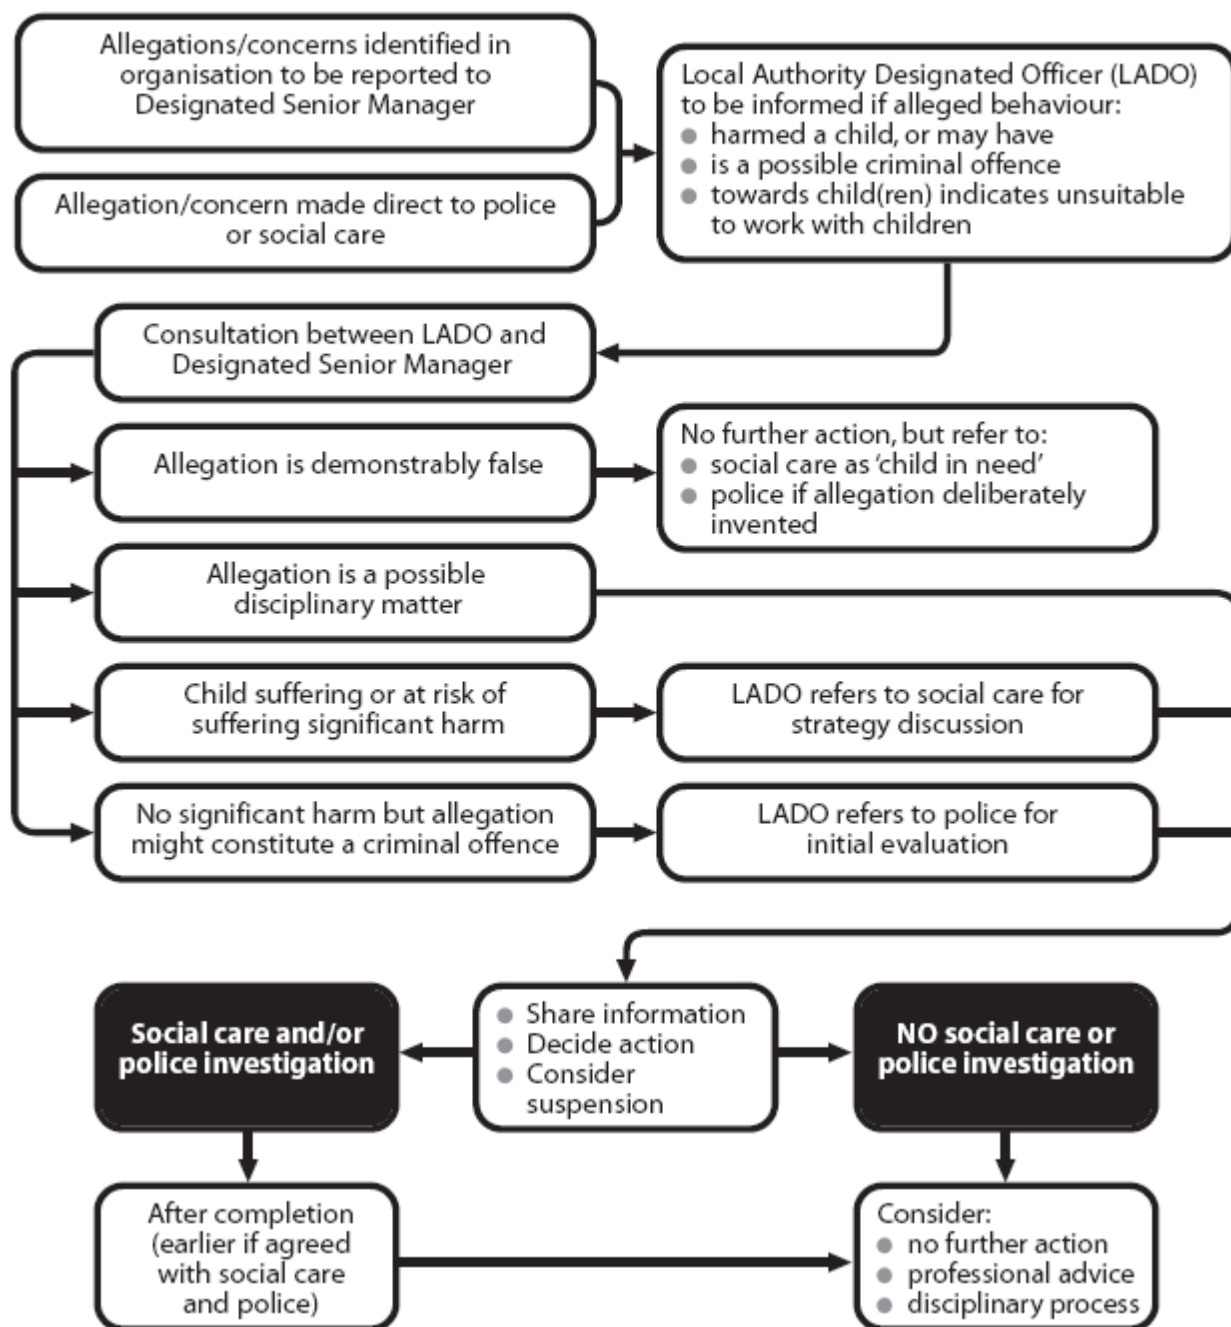 Allegations/concerns identified in
organisation to be reported to
Designated Senior Manager
Allegation/concern made direct to police
or social care
Local Authority Designated Officer (LADO)
to be informed if alleged behaviour:
● harmed a child, or may have
● is a possible criminal offence
● towards child(ren) indicates unsuitable
to work with children
Consultation between LADO and
Designated Senior Manager
Allegation is demonstrably false
No further action, but refer to:
● social care as ‘child in need’
● police if allegation deliberately
invented
Allegation is a possible
disciplinary matter
Child suffering or at risk of
suffering significant harm
LADO refers to social care for
strategy discussion
No significant harm but allegation
might constitute a criminal offence
LADO refers to police for
initial evaluation
Social care and/or
police investigation
● Share information
● Decide action
● Consider
suspension
NO social care or
police investigation
After completion
(earlier if agreed
with social care
and police)
Consider:
● no further action
● professional advice
● disciplinary process